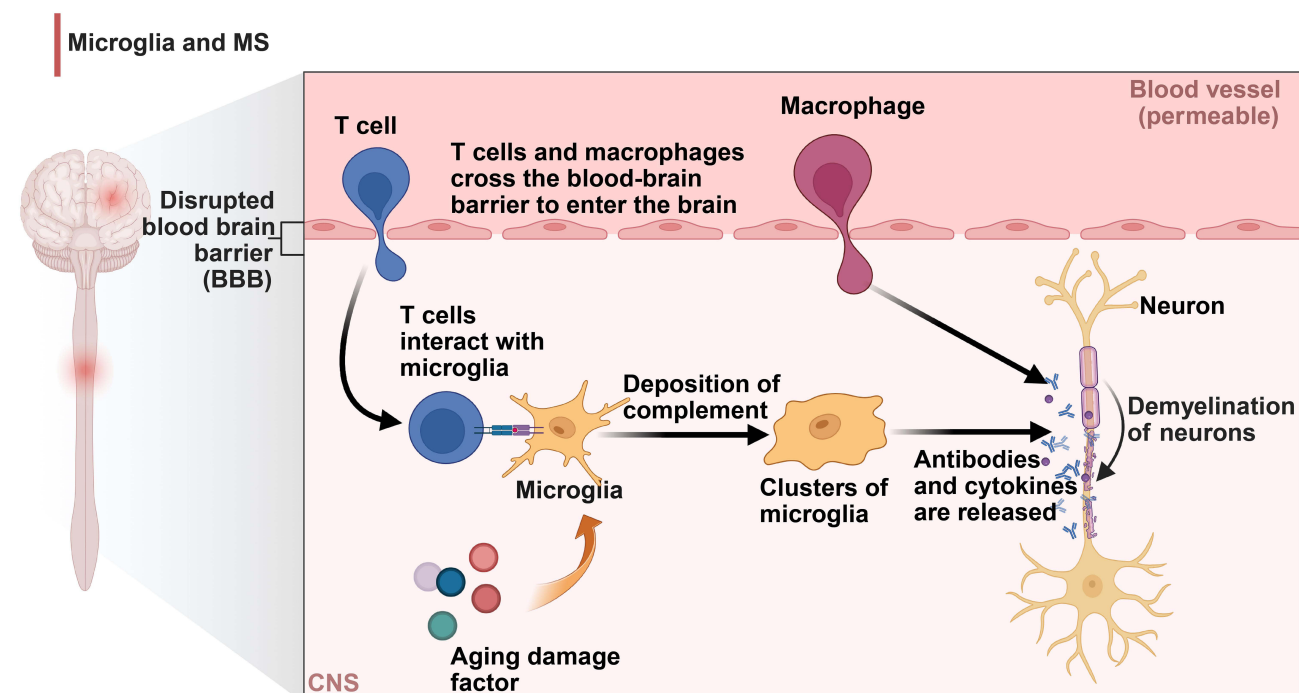 Microglia and MS
Blood vessel
(permeable)
Macrophage
T cell
T cells and macrophages
cross the blood-brain
barrier to enter the brain
Disrupted
blood brain
barrier
(BBB)
T cells
interact with
microglia
Neuron
Deposition of
complement
Demyelination
of neurons
Microglia
Clusters of
microglia
Antibodies
and cytokines
are released
Aging damage
factor
CNS